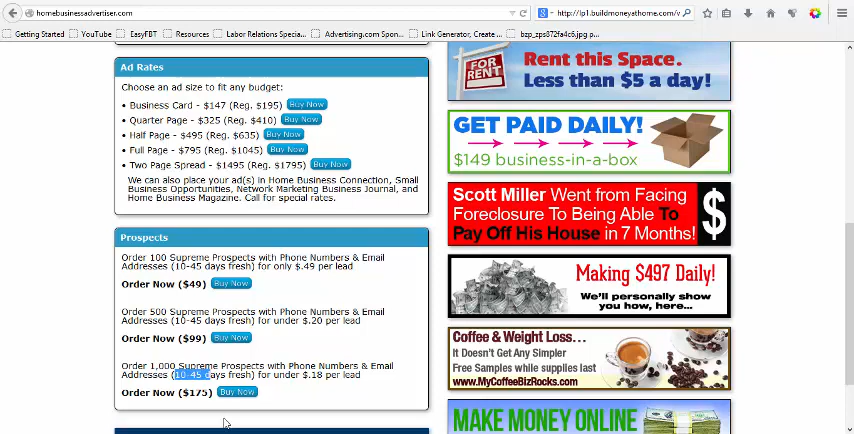 homebusinessadvertiser.com
http://lp1.buildmoneyathome.com/v
Getting Started
YouTube
EasyFBT
Resources
Labor Relations Special...
Advertising.com Spon...
Link Generator, Create ...
bzp_zps872fa4c6.jpg p...
Ad Rates
Choose an ad size to fit any budget:
• Business Card - $147 (Reg. $195) Buy Now
• Quarter Page - $325 (Reg. $410) Buy Now
• Half Page - $495 (Reg. $635) Buy Now
• Full Page - $795 (Reg. $1045) Buy Now
• Two Page Spread - $1495 (Reg. $1795) Buy Now
We can also place your ad(s) in Home Business Connection, Small
Business Opportunities, Network Marketing Business Journal, and
Home Business Magazine. Call for special rates.
Prospects
Order 100 Supreme Prospects with Phone Numbers & Email
Addresses (10-45 days fresh) for only $.49 per lead
Order Now ($49) Buy Now
Order 500 Supreme Prospects with Phone Numbers & Email
Addresses (10-45 days fresh) for under $.20 per lead
Order Now ($99) Buy Now
Order 1,000 Supreme Prospects with Phone Numbers & Email
Addresses (10-45 days fresh) for under $.18 per lead
Order Now ($175) Buy Now
FOR
RENT
Rent this Space.
Less than $5 a day!
GET PAID DAILY!
$149 business-in-a-box
Scott Miller Went from Facing
Foreclosure To Being Able To
Pay Off His House in 7 Months!
$
Making $497 Daily!
We'll personally show
you how, here...
Coffee & Weight Loss...
It Doesn't Get Any Simpler
Free Samples while supplies last
www.MyCoffeeBizRocks.com
MAKE MONEY ONLINE